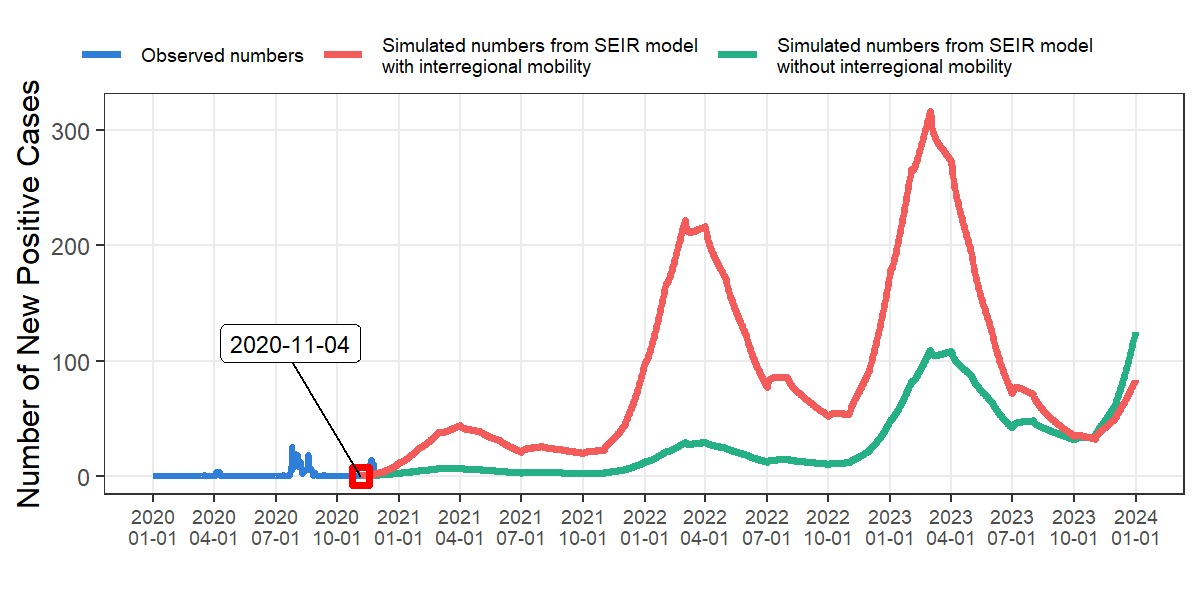 Observed numbers
Simulated numbers from SEIR model
with interregional mobility
Simulated numbers from SEIR model
without interregional mobility
Number of New Positive Cases
300
200
100
0
2020-11-04
2020 2020 2020 2020 2021 2021 2021 2021 2022 2022 2022 2022 2023 2023 2023 2023 2024
01-01 04-01 07-01 10-01 01-01 04-01 07-01 10-01 01-01 04-01 07-01 10-01 01-01 04-01 07-01 10-01 01-01